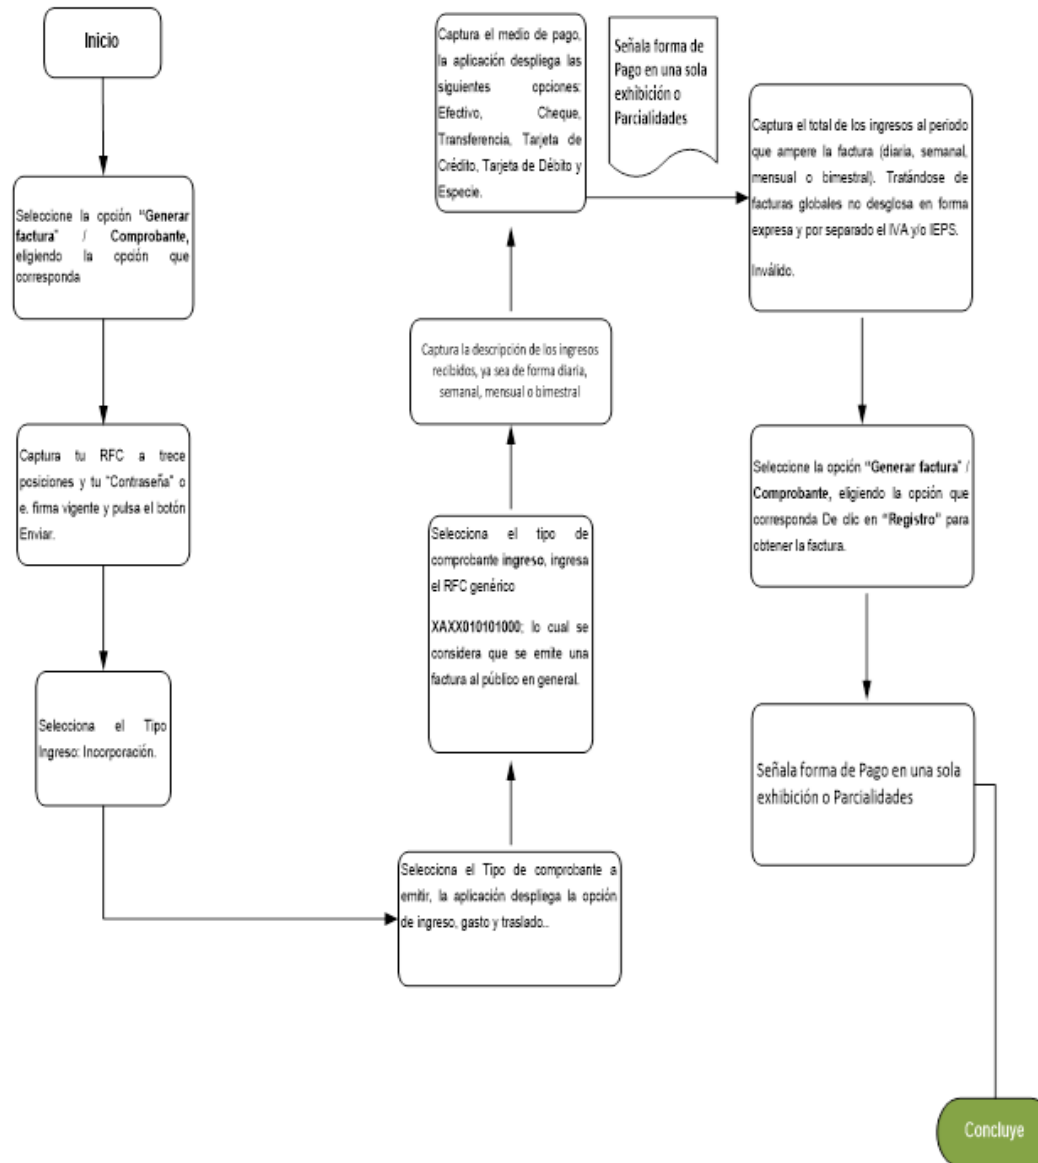 Inicio
Seleccione la opción "Generar
factura" / Comprobante,
eligiendo la opción que
corresponda
Captura tu RFC a trece
posiciones y tu "Contraseña" o
e. firma vigente y pulsa el botón
Enviar.
Selecciona el Tipo
Ingreso: Incorporación.
Selecciona el Tipo de comprobante a
emitir, la aplicación despliega la opción
de ingreso, gasto y traslado..
Selecciona el tipo de
comprobante ingreso, ingresa
el RFC genérico
XAXX010101000; lo cual se
considera que se emite una
factura al público en general.
Captura la descripción de los ingresos
recibidos, ya sea de forma diaria,
semanal, mensual o bimestral
Captura el medio de pago,
la aplicación despliega las
siguientes opciones:
Efectivo, Cheque,
Transferencia, Tarjeta de
Crédito, Tarjeta de Débito y
Especie.
Señala forma de
Pago en una sola
exhibición o
Parcialidades
Captura el total de los ingresos al periodo
que ampere la factura (diaria, semanal,
mensual o bimestral). Tratándose de
facturas globales no desglosa en forma
expresa y por separado el IVA y/o IEPS.
Inválido.
Seleccione la opción "Generar factura" /
Comprobante, eligiendo la opción que
corresponda De clic en "Registro" para
obtener la factura.
Señala forma de Pago en una sola
exhibición o Parcialidades
Concluye